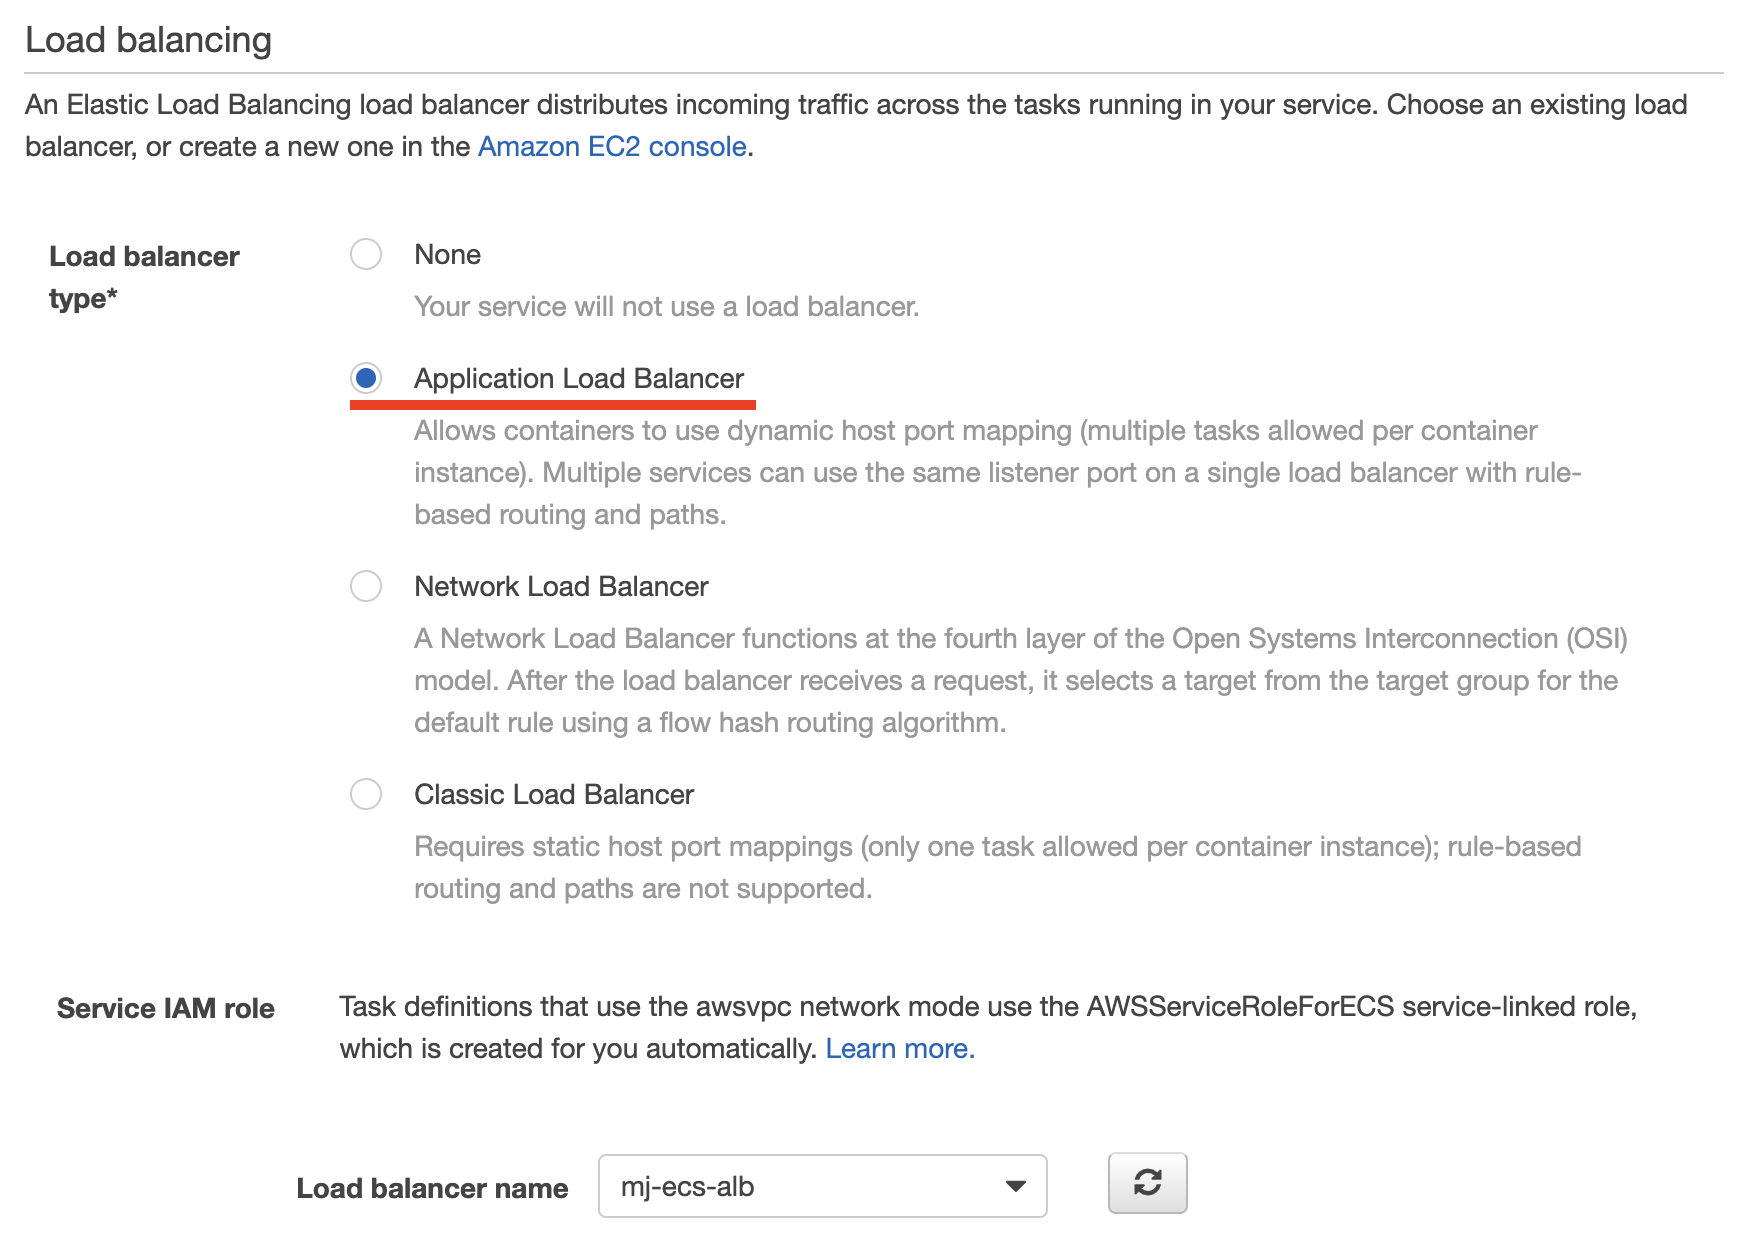 Load balancing
An Elastic Load Balancing load balancer distributes incoming traffic across the tasks running in your service. Choose an existing load
balancer, or create a new one in the Amazon EC2 console.
Load balancer
type*
None
Your service will not use a load balancer.
Application Load Balancer
Allows containers to use dynamic host port mapping (multiple tasks allowed per container
instance). Multiple services can use the same listener port on a single load balancer with rule-
based routing and paths.
Network Load Balancer
A Network Load Balancer functions at the fourth layer of the Open Systems Interconnection (OSI)
model. After the load balancer receives a request, it selects a target from the target group for the
default rule using a flow hash routing algorithm.
Classic Load Balancer
Requires static host port mappings (only one task allowed per container instance); rule-based
routing and paths are not supported.
Service IAM role
Task definitions that use the awsvpc network mode use the AWSServiceRoleForECS service-linked role,
which is created for you automatically. Learn more.
Load balancer name
mj-ecs-alb